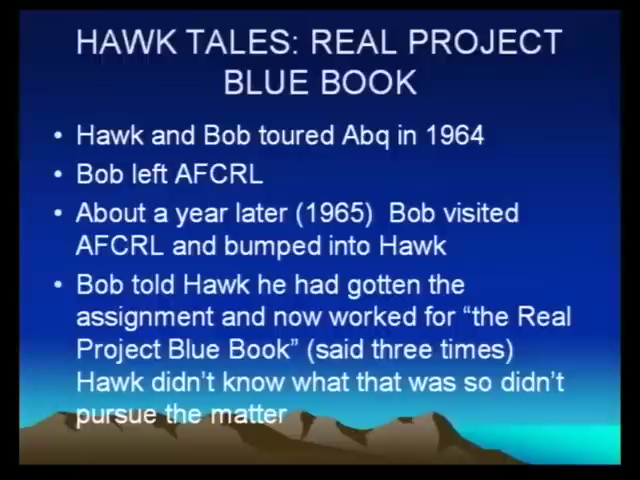 HAWK TALES: REAL PROJECT
BLUE BOOK
• Hawk and Bob toured Abq in 1964
• Bob left AFCRL
• About a year later (1965)  Bob visited
AFCRL and bumped into Hawk
• Bob told Hawk he had gotten the
assignment and now worked for “the Real
Project Blue Book” (said three times)
Hawk didn’t know what that was so didn’t
pursue the matter